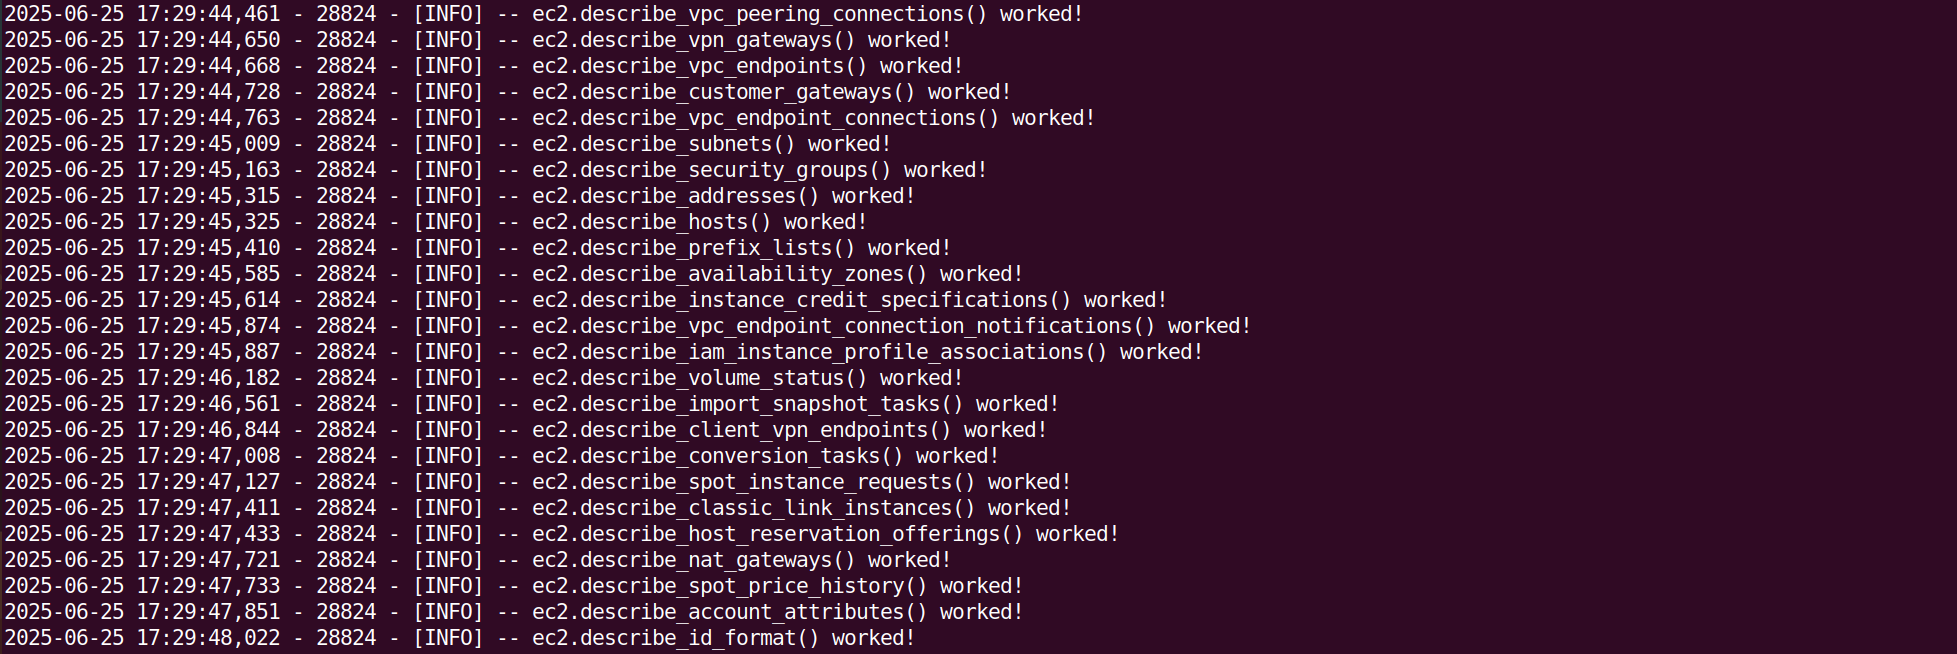 2025-06-25 17:29:44,461 - 28824 - [INFO] -- ec2.describe_vpc_peering_connections() worked!
2025-06-25 17:29:44,650 - 28824 - [INFO] -- ec2.describe_vpn_gateways() worked!
2025-06-25 17:29:44,668 - 28824 - [INFO] -- ec2.describe_vpc_endpoints() worked!
2025-06-25 17:29:44,728 - 28824 - [INFO] -- ec2.describe_customer_gateways() worked!
2025-06-25 17:29:44,763 - 28824 - [INFO] -- ec2.describe_vpc_endpoint_connections() worked!
2025-06-25 17:29:45,009 - 28824 - [INFO] -- ec2.describe_subnets() worked!
2025-06-25 17:29:45,163 - 28824 - [INFO] -- ec2.describe_security_groups() worked!
2025-06-25 17:29:45,315 - 28824 - [INFO] -- ec2.describe_addresses() worked!
2025-06-25 17:29:45,325 - 28824 - [INFO] -- ec2.describe_hosts() worked!
2025-06-25 17:29:45,410 - 28824 - [INFO] -- ec2.describe_prefix_lists() worked!
2025-06-25 17:29:45,585 - 28824 - [INFO] -- ec2.describe_availability_zones() worked!
2025-06-25 17:29:45,614 - 28824 - [INFO] -- ec2.describe_instance_credit_specifications() worked!
2025-06-25 17:29:45,874 - 28824 - [INFO] -- ec2.describe_vpc_endpoint_connection_notifications() worked!
2025-06-25 17:29:45,887 - 28824 - [INFO] -- ec2.describe_iam_instance_profile_associations() worked!
2025-06-25 17:29:46,182 - 28824 - [INFO] -- ec2.describe_volume_status() worked!
2025-06-25 17:29:46,561 - 28824 - [INFO] -- ec2.describe_import_snapshot_tasks() worked!
2025-06-25 17:29:46,844 - 28824 - [INFO] -- ec2.describe_client_vpn_endpoints() worked!
2025-06-25 17:29:47,008 - 28824 - [INFO] -- ec2.describe_conversion_tasks() worked!
2025-06-25 17:29:47,127 - 28824 - [INFO] -- ec2.describe_spot_instance_requests() worked!
2025-06-25 17:29:47,411 - 28824 - [INFO] -- ec2.describe_classic_link_instances() worked!
2025-06-25 17:29:47,433 - 28824 - [INFO] -- ec2.describe_host_reservation_offerings() worked!
2025-06-25 17:29:47,721 - 28824 - [INFO] -- ec2.describe_nat_gateways() worked!
2025-06-25 17:29:47,733 - 28824 - [INFO] -- ec2.describe_spot_price_history() worked!
2025-06-25 17:29:47,851 - 28824 - [INFO] -- ec2.describe_account_attributes() worked!
2025-06-25 17:29:48,022 - 28824 - [INFO] -- ec2.describe_id_format() worked!